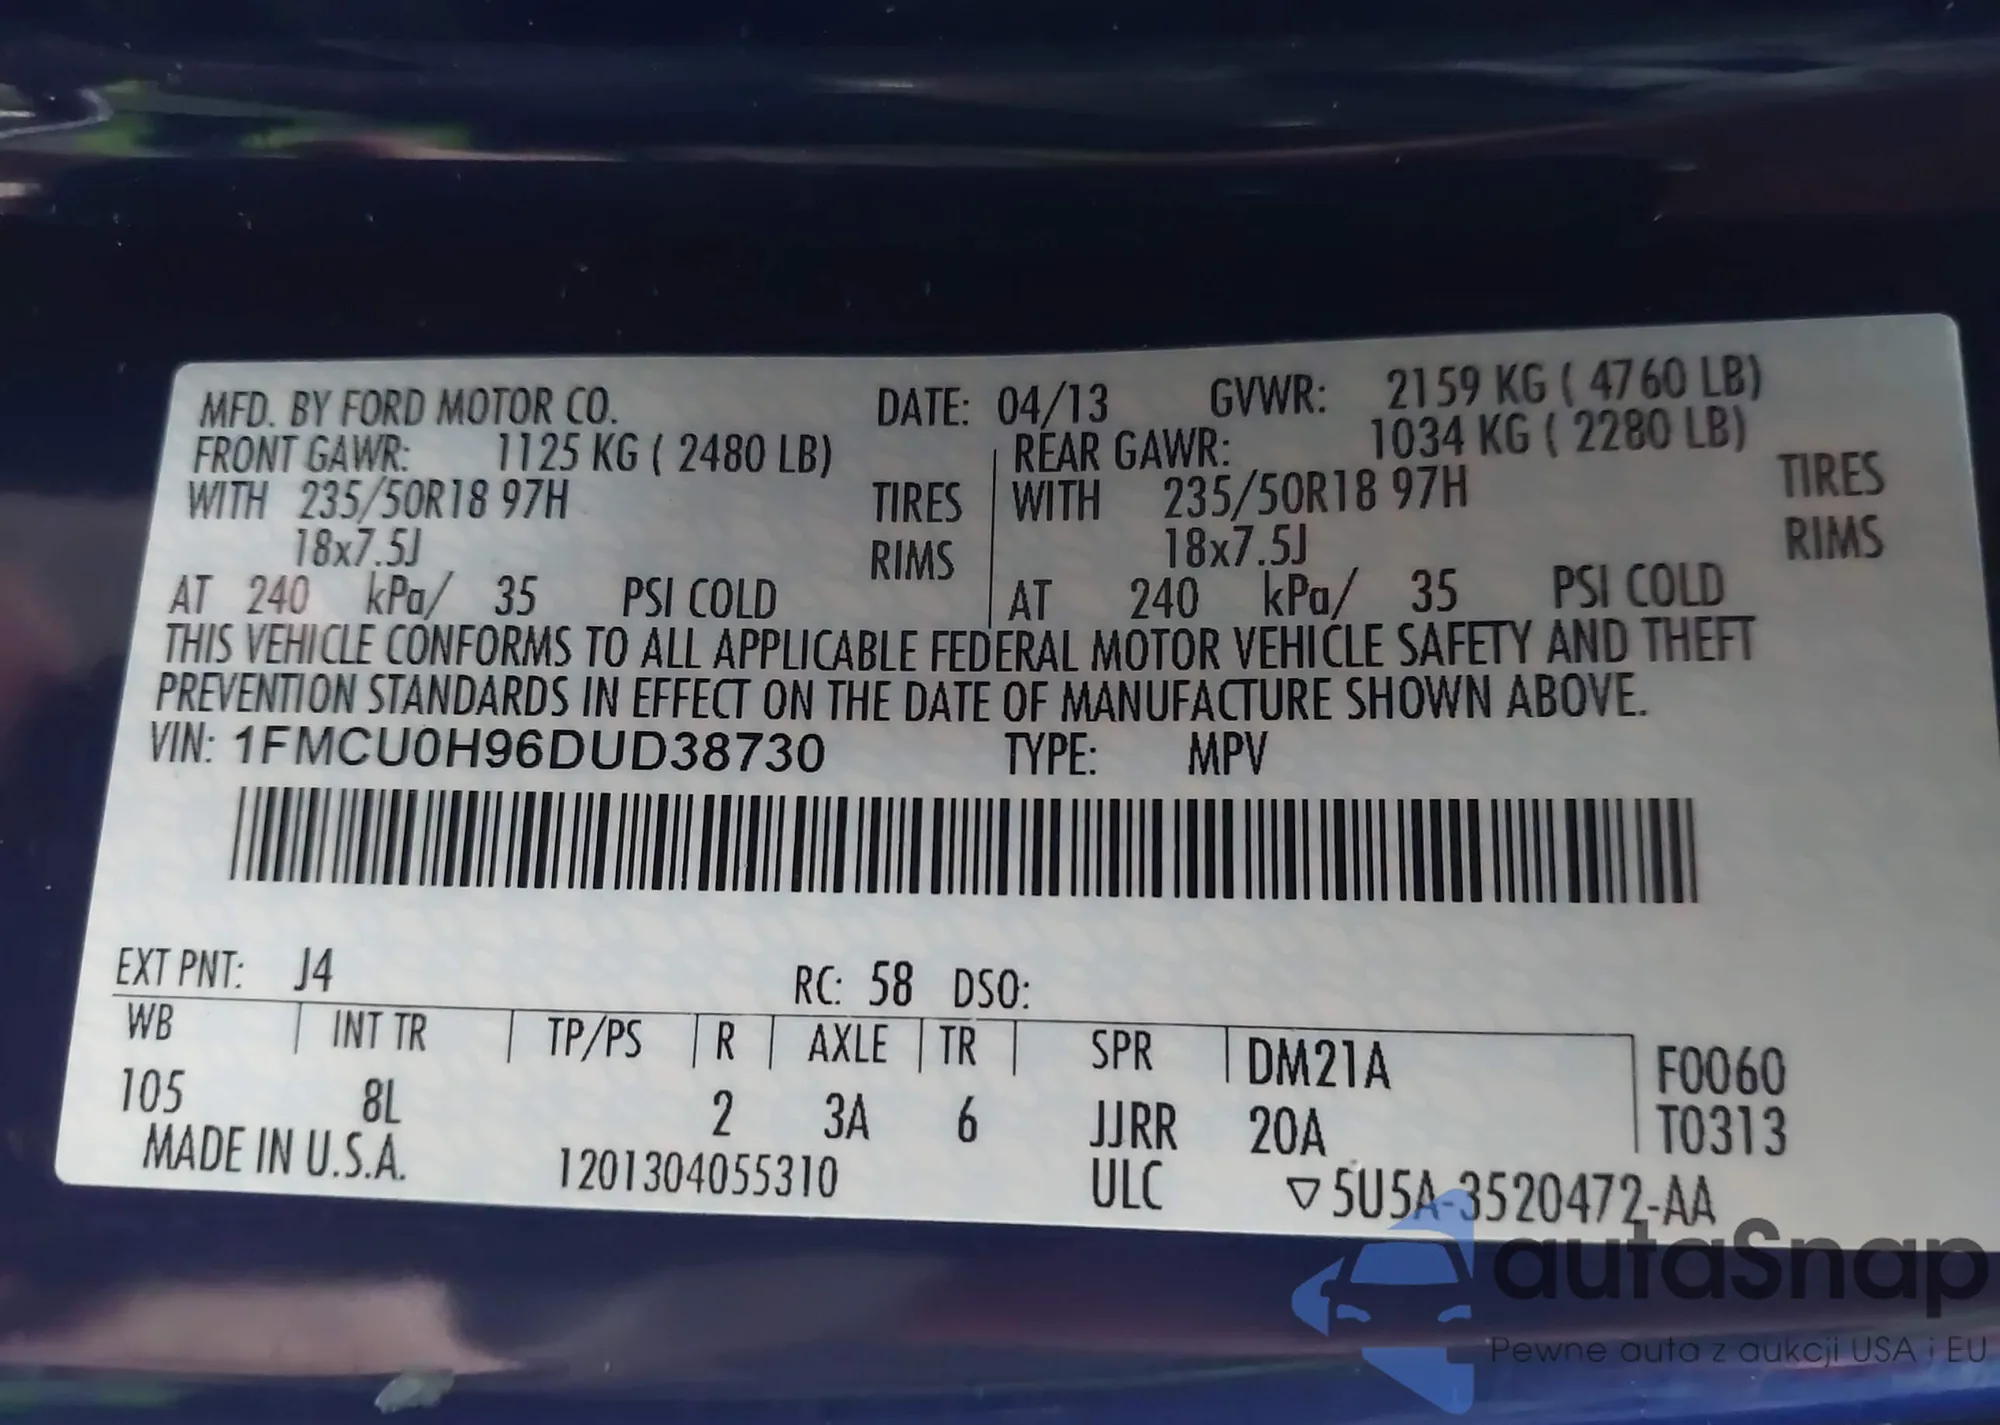 MFD. BY FORD MOTOR CO. DATE: 04/13 GVWR: 2159 KG ( 4760 LB)
FRONT GAWR: 1125 KG ( 2480 LB) REAR GAWR: 1034 KG ( 2280 LB)
WITH 235/50R18 97H TIRES WITH 235/50R18 97H TIRES
18x7.5J RIMS 18x7.5J RIMS
AT 240 kPa/ 35 PSI COLD AT 240 kPa/ 35 PSI COLD
THIS VEHICLE CONFORMS TO ALL APPLICABLE FEDERAL MOTOR VEHICLE SAFETY AND THEFT
PREVENTION STANDARDS IN EFFECT ON THE DATE OF MANUFACTURE SHOWN ABOVE.
VIN: 1FMCU0H96DUD38730 TYPE: MPV
EXT PNT: J4 RC: 58 DSO:
WB INT TR TP/PS R AXLE TR SPR DM21A F0060
105 8L 2 3A 6 JJRR 20A T0313
MADE IN U.S.A. 1201304055310 ULC ▽5U5A-3520472-AA
autaSnap
Pewne auta z aukcji USA i EU